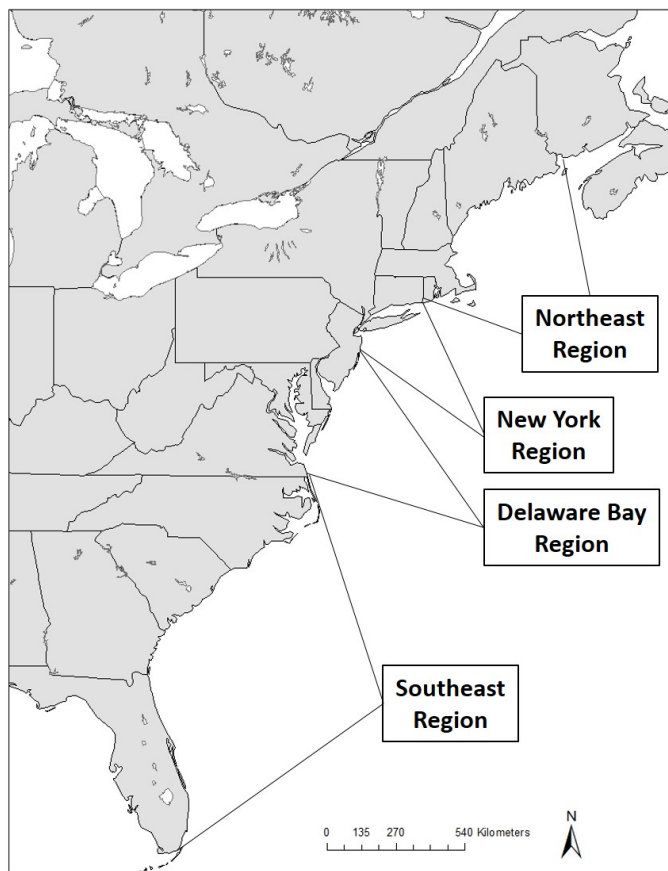 Northeast
Region
New York
Region
Delaware Bay
Region
Southeast
Region
N
0 135 270 540 Kilometers